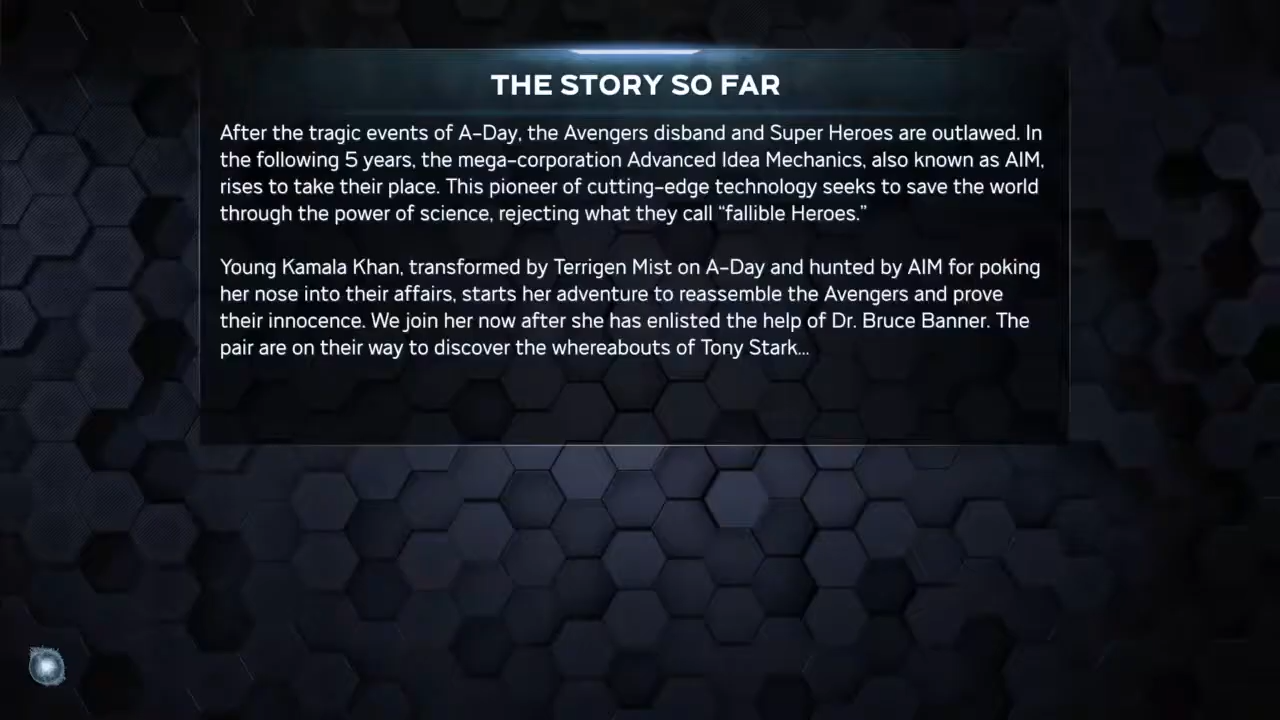 THE STORY SO FAR
After the tragic events of A-Day, the Avengers disband and Super Heroes are outlawed. In
the following 5 years, the mega-corporation Advanced Idea Mechanics, also known as AIM,
rises to take their place. This pioneer of cutting-edge technology seeks to save the world
through the power of science, rejecting what they call “fallible Heroes.”
Young Kamala Khan, transformed by Terrigen Mist on A-Day and hunted by AIM for poking
her nose into their affairs, starts her adventure to reassemble the Avengers and prove
their innocence. We join her now after she has enlisted the help of Dr. Bruce Banner. The
pair are on their way to discover the whereabouts of Tony Stark...